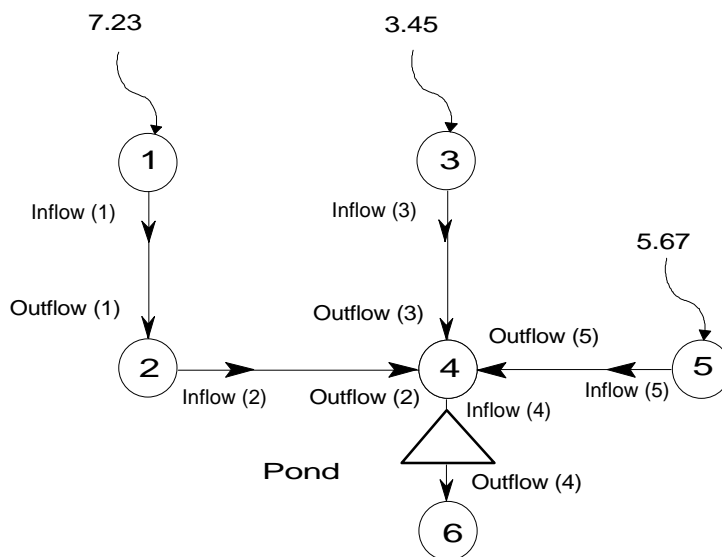 7.23
3.45
1
3
Inflow (1)
Inflow (3)
5.67
Outflow (1)
Outflow (3)
Outflow (5)
2
4
5
Inflow (2)
Outflow (2)
Inflow (4)
Inflow (5)
Pond
Outflow (4)
6